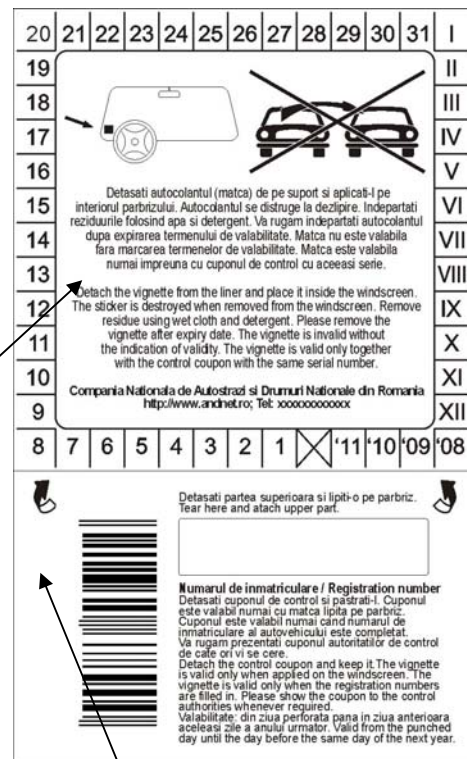 20 21 22 23 24 25 26 27 28 29 30 31 I
19 II
18 III
17 IV
16 V
15 VI
14 VII
13 VIII
12 IX
11 X
10 XI
9 XII
8 7 6 5 4 3 2 1 '11 '10 '09 '08
Detasati autocolantul (matca) de pe suport si aplicati-l pe
interiorul parbrizului. Autocolantul se distruge la dezlipire. Indepartati
reziduurile folosind apa si detergent. Va rugam indepartati autocolantul
dupa expirarea termenului de valabilitate. Matca nu este valabila
fara marcarea termenelor de valabilitate. Matca este valabila
numai impreuna cu cuponul de control cu aceeasi serie.
Detach the vignette from the liner and place it inside the windscreen.
The sticker is destroyed when removed from the windscreen. Remove
residue using wet cloth and detergent. Please remove the
vignette after expiry date. The vignette is invalid without
the indication of validity. The vignette is valid only together
with the control coupon with the same serial number.
Compania Nationala de Autostrazi si Drumuri Nationale din Romania
http://www.andnet.ro; Tel: xxxxxxxxxxxx
Detasati partea superioara si lipiti-o pe parbriz.
Tear here and atach upper part.
Numarul de inmatriculare / Registration number
Detasati cuponul de control si pastrati-l. Cuponul
este valabil numai cu matca lipita pe parbriz.
Cuponul este valabil numai cand numarul de
inmatriculare al autovehicului este completat.
Va rugam prezentati cuponul autoritatilor de control
de cate ori vi se cere.
Detach the control coupon and keep it.The vignette
is valid only when applied on the windscreen. The
vignette is valid only when the registration numbers
are filled in. Please show the coupon to the control
authorities whenever required.
Valabilitate: din ziua perforata pana in ziua anterioara
aceleasi zile a anului urmator. Valid from the punched
day until the day before the same day of the next year.